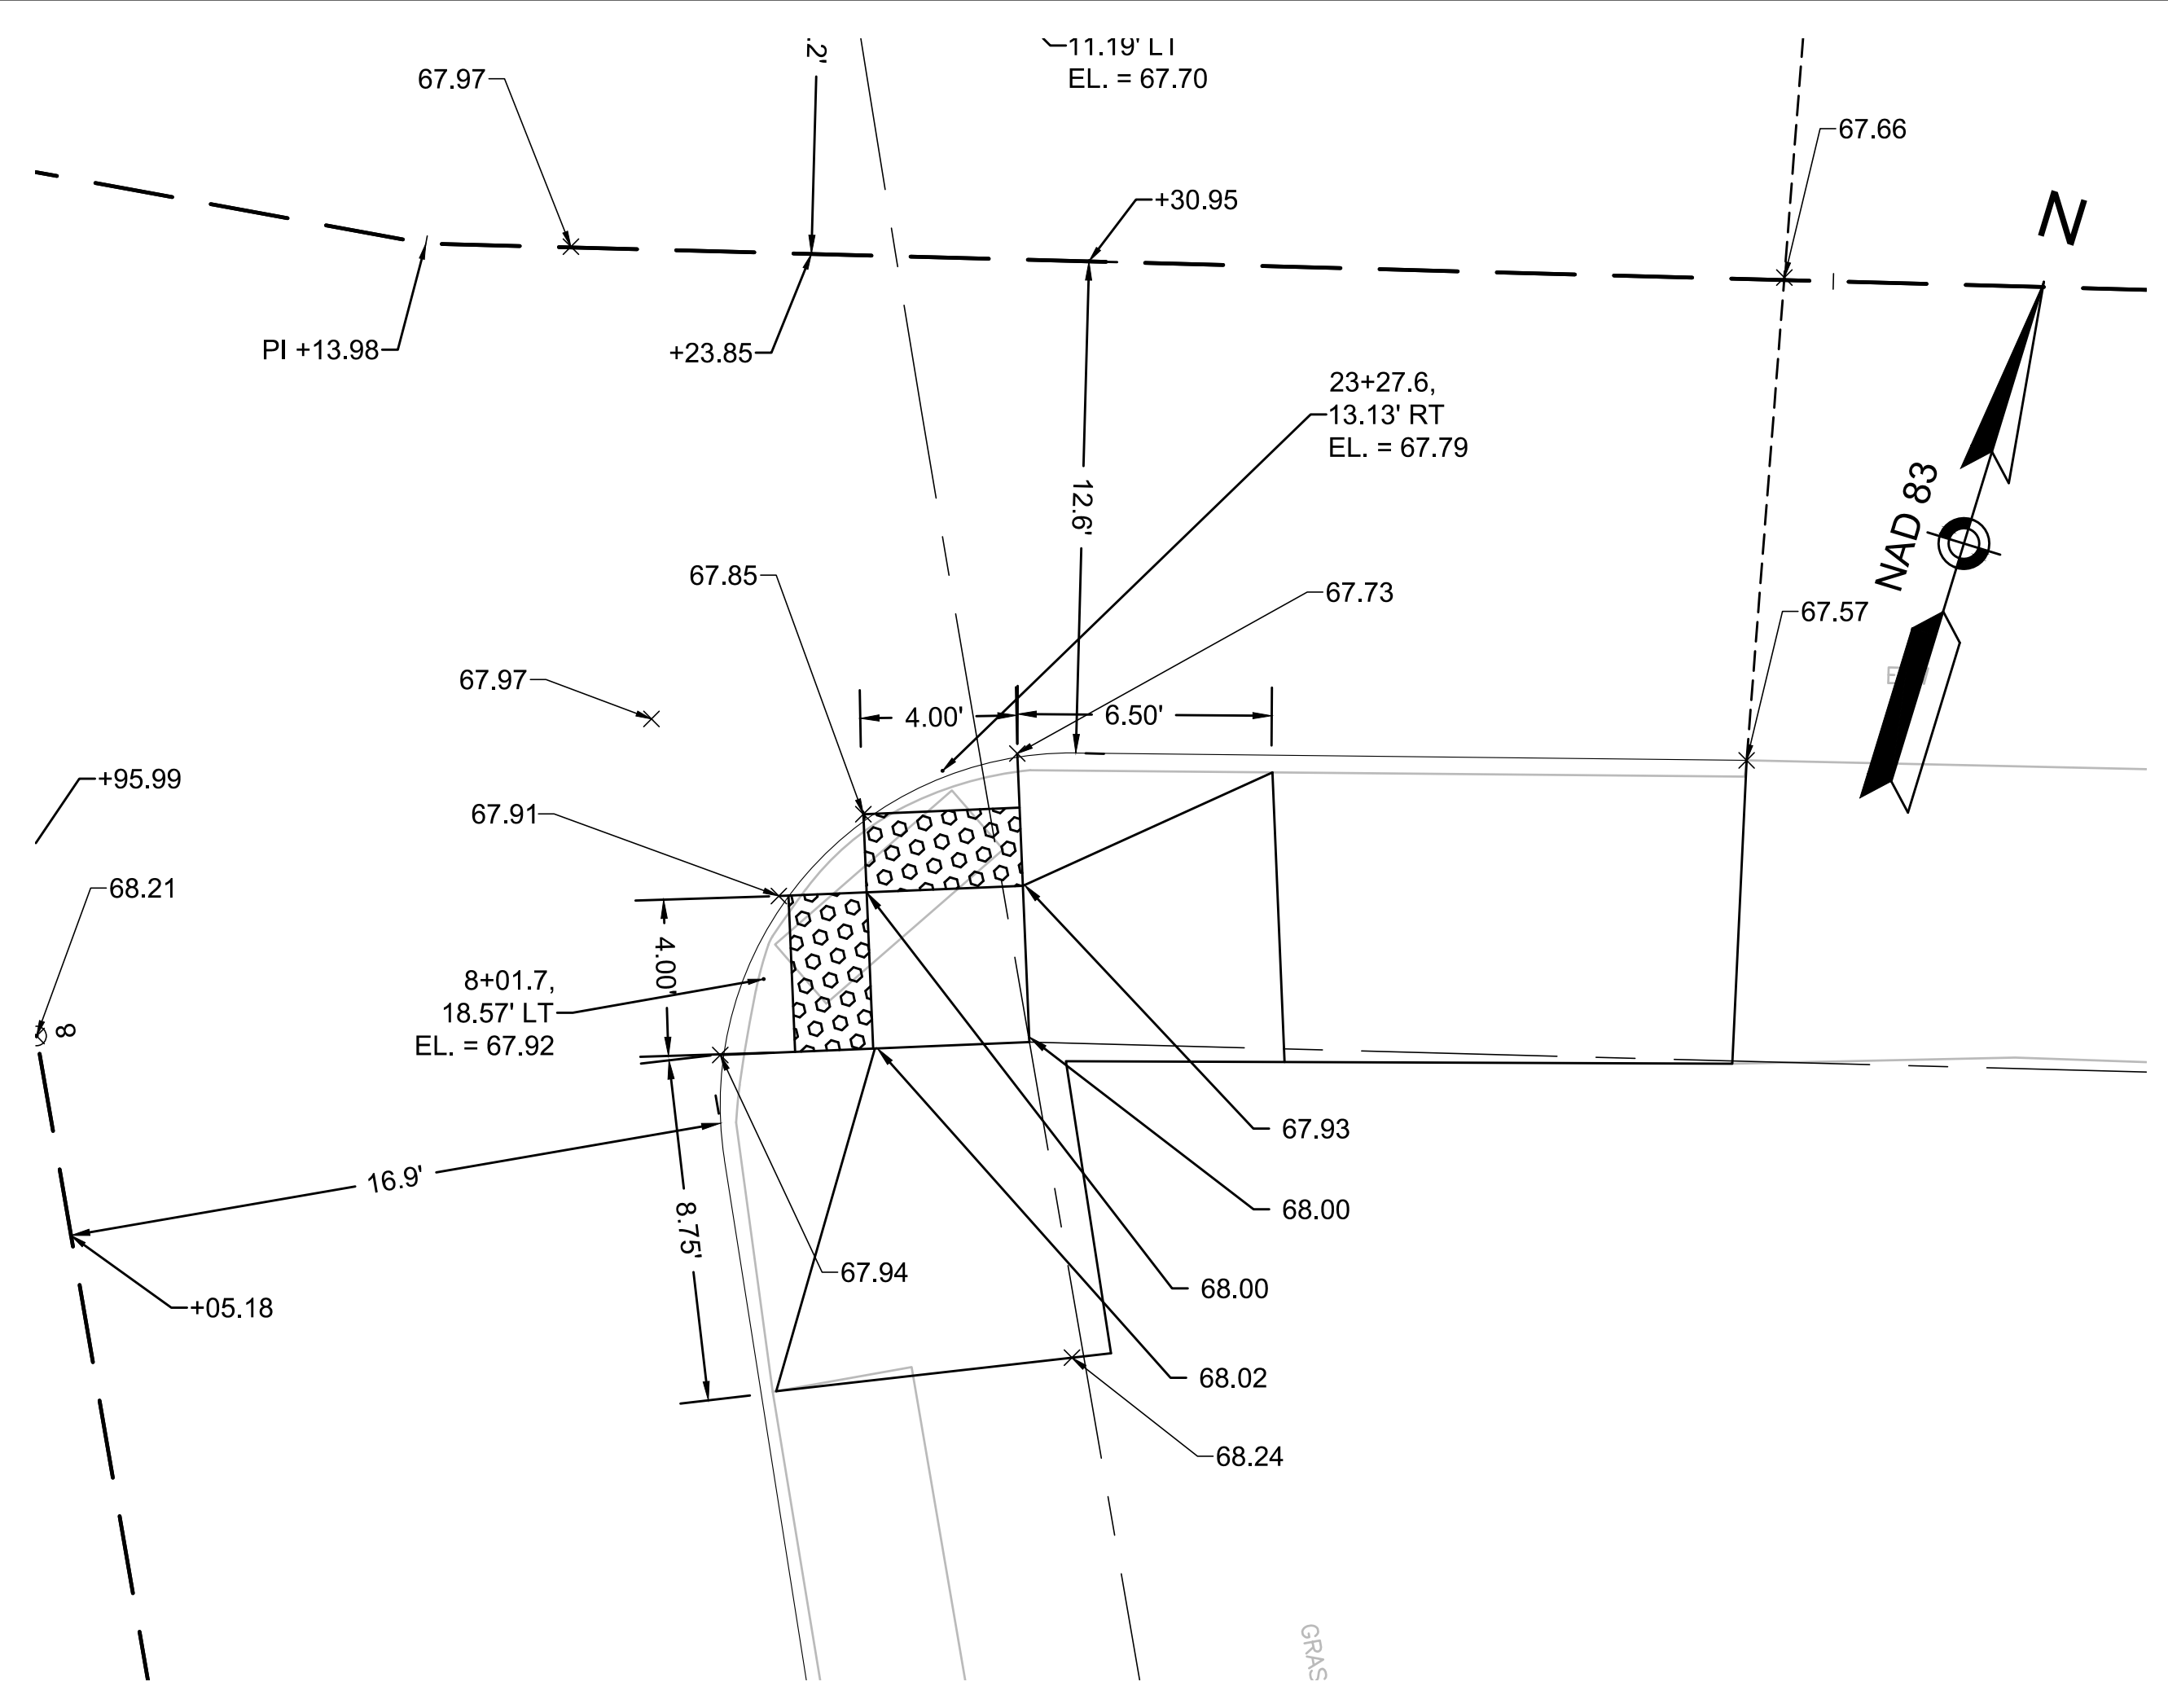 .2'
11.19' LT
EL. = 67.70
67.97
67.66
+30.95
N
PI +13.98
+23.85
23+27.6,
13.13' RT
EL. = 67.79
NAD 83
12.6'
67.85
67.73
67.57
67.97
4.00'
6.50'
+95.99
67.91
68.21
8
4.00'
8+01.7,
18.57' LT
EL. = 67.92
67.93
16.9'
68.00
8.75'
67.94
68.00
+05.18
68.02
68.24
GRAS